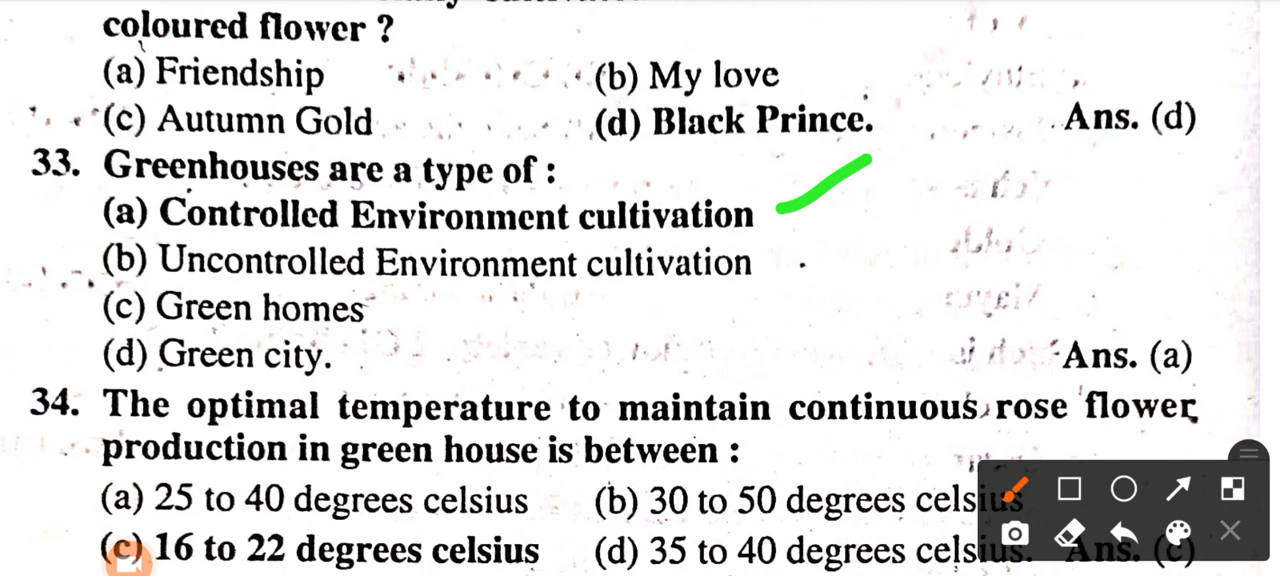 coloured flower ?
(a) Friendship (b) My love
(c) Autumn Gold (d) Black Prince. Ans. (d)
33. Greenhouses are a type of :
(a) Controlled Environment cultivation
(b) Uncontrolled Environment cultivation
(c) Green homes
(d) Green city. Ans. (a)
34. The optimal temperature to maintain continuous rose flower
production in green house is between :
(a) 25 to 40 degrees celsius (b) 30 to 50 degrees celsius
(c) 16 to 22 degrees celsius (d) 35 to 40 degrees celsius. Ans. (c)